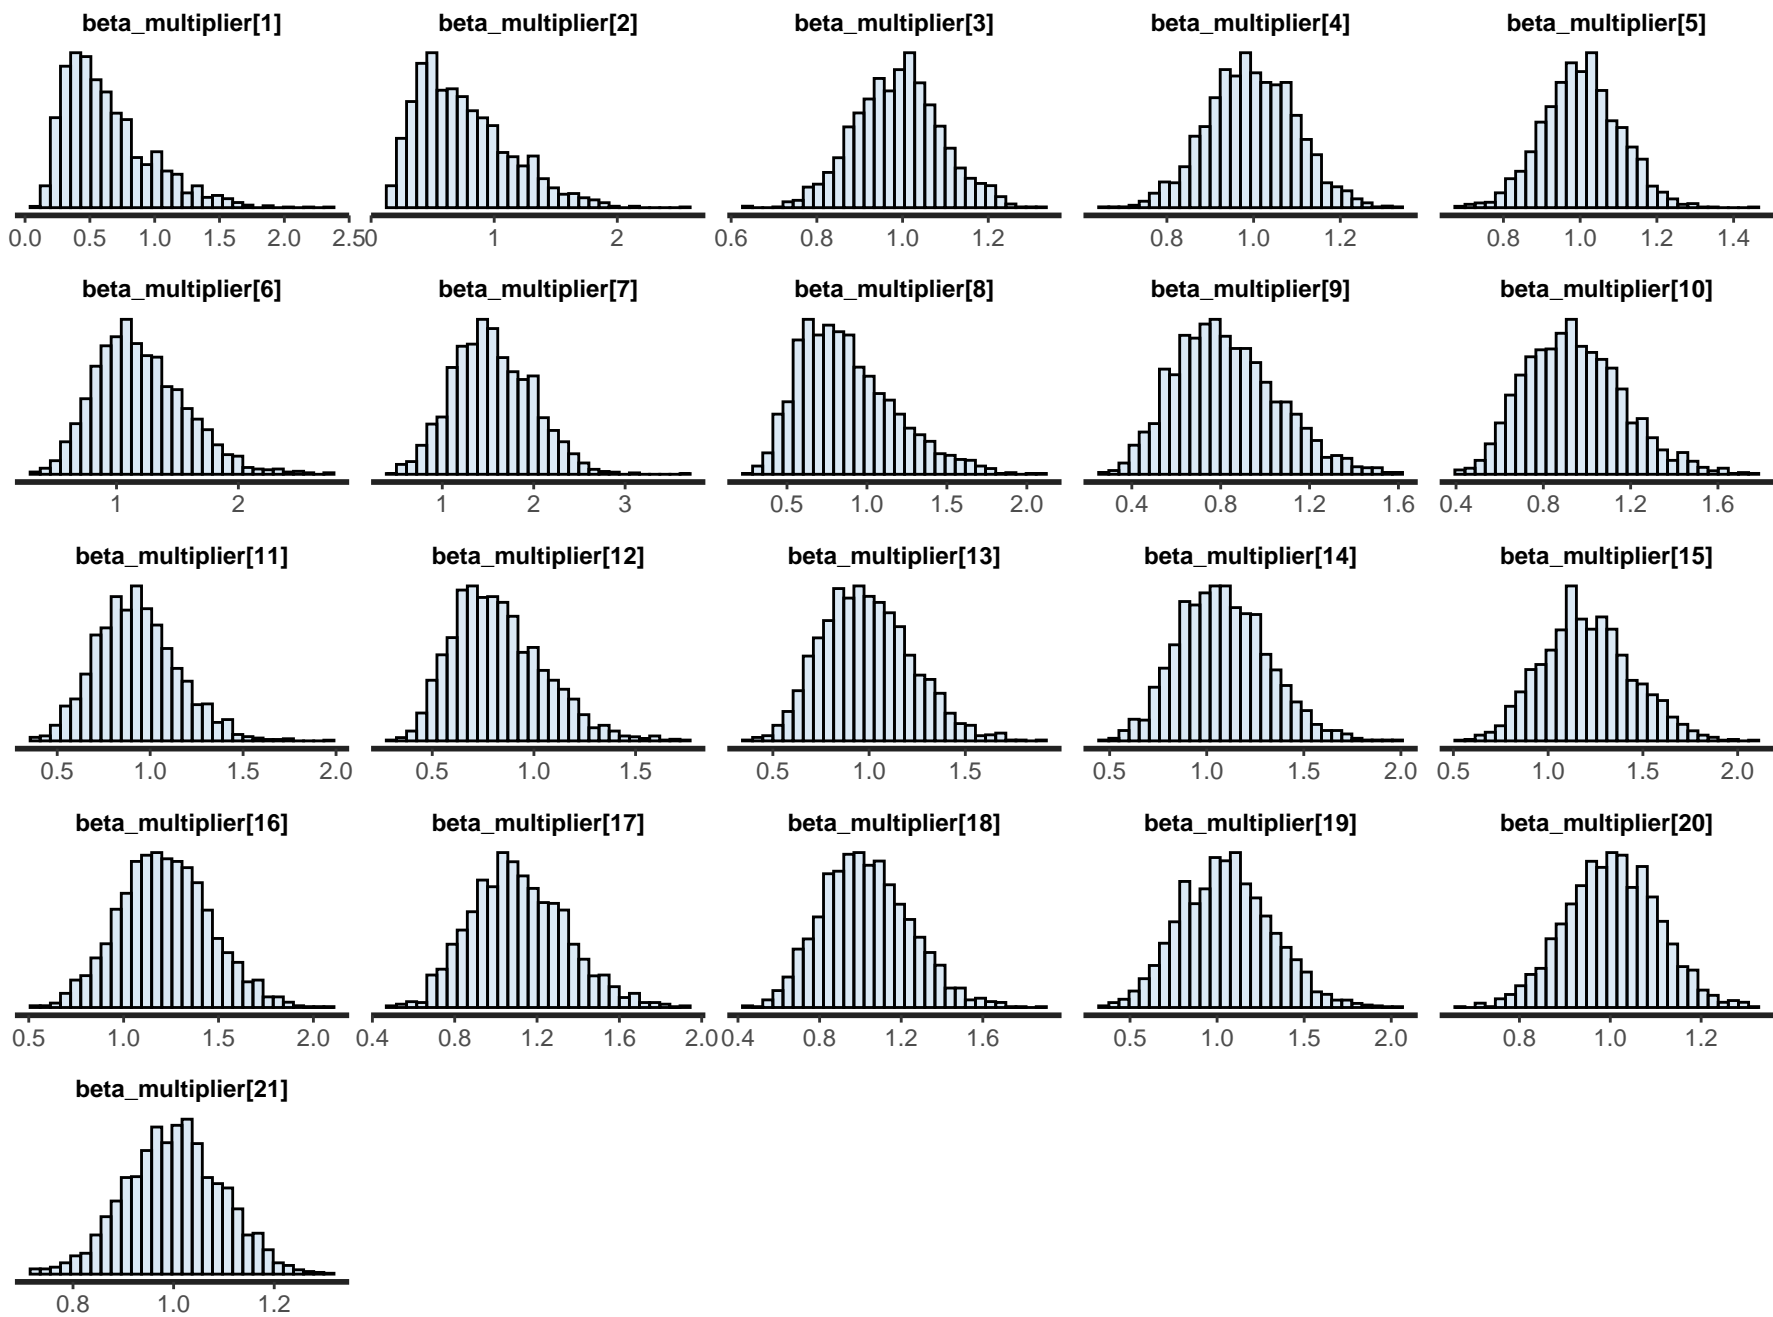 beta_multiplier[1] beta_multiplier[2] beta_multiplier[3] beta_multiplier[4] beta_multiplier[5]
0.0 0.5 1.0 1.5 2.0 2.5 0 1 2 0.6 0.8 1.0 1.2 0.8 1.0 1.2 0.8 1.0 1.2 1.4
beta_multiplier[6] beta_multiplier[7] beta_multiplier[8] beta_multiplier[9] beta_multiplier[10]
1 2 1 2 3 0.5 1.0 1.5 2.0 0.4 0.8 1.2 1.6 0.4 0.8 1.2 1.6
beta_multiplier[11] beta_multiplier[12] beta_multiplier[13] beta_multiplier[14] beta_multiplier[15]
0.5 1.0 1.5 2.0 0.5 1.0 1.5 0.5 1.0 1.5 0.5 1.0 1.5 2.0 0.5 1.0 1.5 2.0
beta_multiplier[16] beta_multiplier[17] beta_multiplier[18] beta_multiplier[19] beta_multiplier[20]
0.5 1.0 1.5 2.0 0.4 0.8 1.2 1.6 2.0 0.4 0.8 1.2 1.6 0.5 1.0 1.5 2.0 0.8 1.0 1.2
beta_multiplier[21]
0.8 1.0 1.2